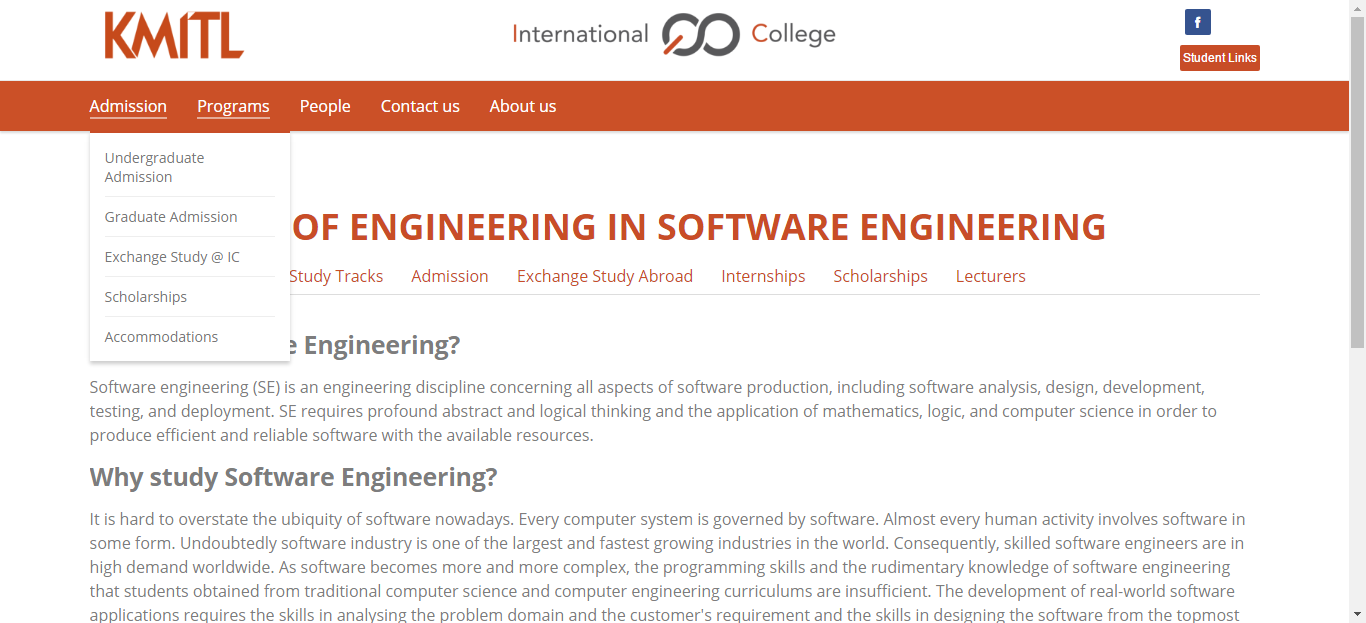 KMITL
International College
f
Student Links
Admission Programs People Contact us About us
Undergraduate
Admission
Graduate Admission
Exchange Study @ IC
Scholarships
Accommodations
OF ENGINEERING IN SOFTWARE ENGINEERING
Study Tracks Admission Exchange Study Abroad Internships Scholarships Lecturers
e Engineering?
Software engineering (SE) is an engineering discipline concerning all aspects of software production, including software analysis, design, development,
testing, and deployment. SE requires profound abstract and logical thinking and the application of mathematics, logic, and computer science in order to
produce efficient and reliable software with the available resources.
Why study Software Engineering?
It is hard to overstate the ubiquity of software nowadays. Every computer system is governed by software. Almost every human activity involves software in
some form. Undoubtedly software industry is one of the largest and fastest growing industries in the world. Consequently, skilled software engineers are in
high demand worldwide. As software becomes more and more complex, the programming skills and the rudimentary knowledge of software engineering
that students obtained from traditional computer science and computer engineering curriculums are insufficient. The development of real-world software
applications requires the skills in analysing the problem domain and the customer's requirement and the skills in designing the software from the topmost